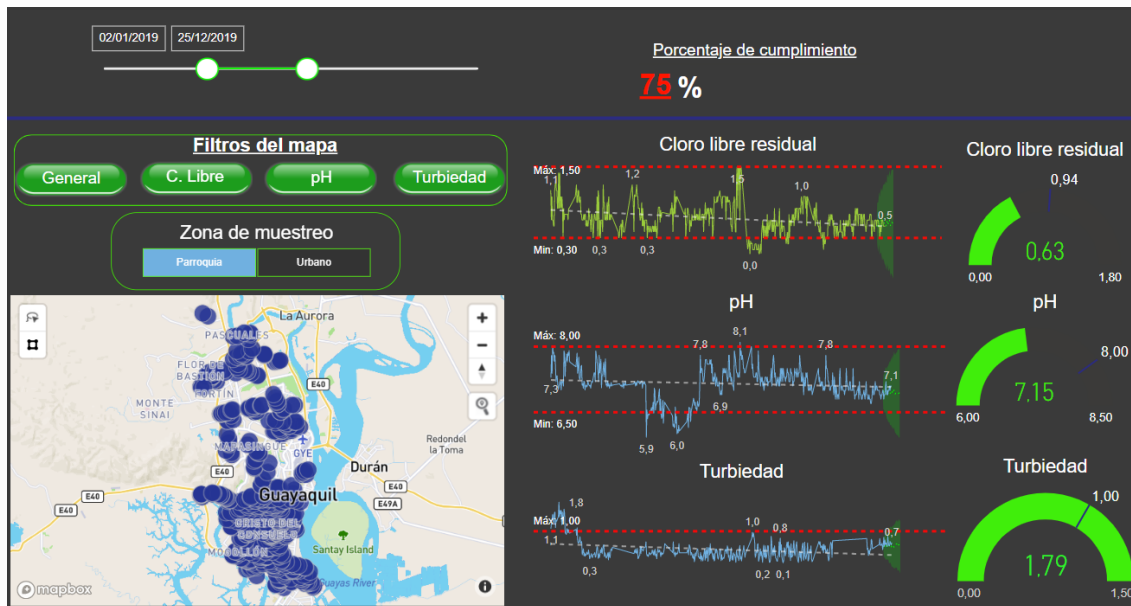 02/01/2019 25/12/2019
Porcentaje de cumplimiento
75 %
Filtros del mapa
General C. Libre pH Turbiedad
Zona de muestreo
Parroquia Urbano
La Aurora
PASCUALES
FLOR DE
BASTIÓN
FORTÍN
E40
MONTE
SINAI
MAPASINGUE
GYE
Redondel
la Toma
E40
Durán
E40
E40
E40
Guayaquil
E49A
CRISTO DEL
CONSUELO
MOGOLLÓN
Santay Island
Guayas River
mapbox
Cloro libre residual
Máx: 1,50
1,1
1,2
1,5
1,0
0,5
Min: 0,30
0,3
0,3
0,0
Cloro libre residual
0,94
0,63
0,00
1,80
pH
Máx: 8,00
7,8
8,1
7,8
7,3
7,1
6,9
Min: 6,50
5,9
6,0
pH
8,00
7,15
6,00
8,50
Turbiedad
1,8
Máx: 1,00
1,0
0,8
1,1
0,7
0,3
0,2
0,1
Turbiedad
1,00
1,79
0,00
1,50